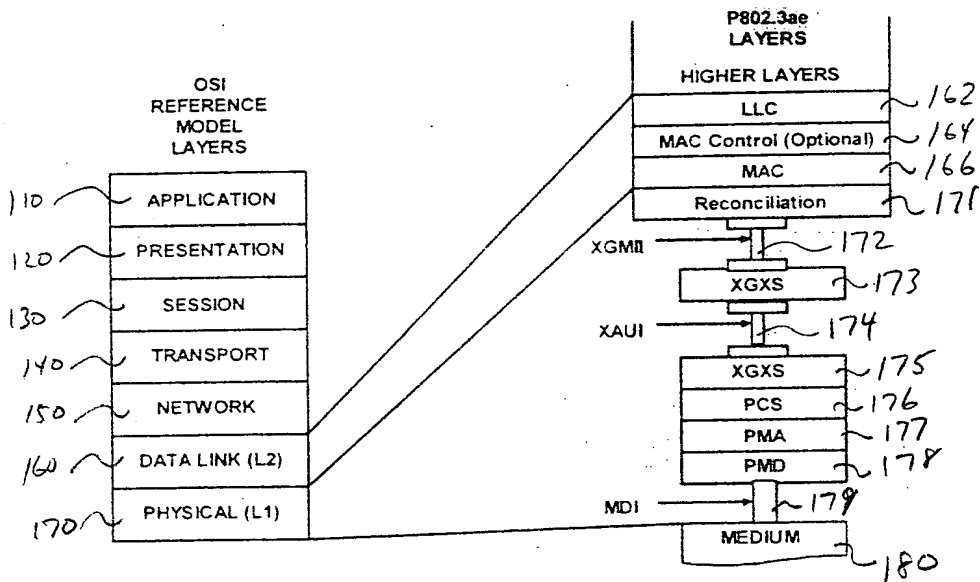 OSI
REFERENCE
MODEL
LAYERS
110 APPLICATION
120 PRESENTATION
130 SESSION
140 TRANSPORT
150 NETWORK
160 DATA LINK (L2)
170 PHYSICAL (L1)
P802.3ae
LAYERS
HIGHER LAYERS
LLC 162
MAC Control (Optional) 164
MAC 166
Reconciliation 171
XGMII 172
XGXS 173
XAUI 174
XGXS 175
PCS 176
PMA 177
PMD 178
MDI 179
MEDIUM 180